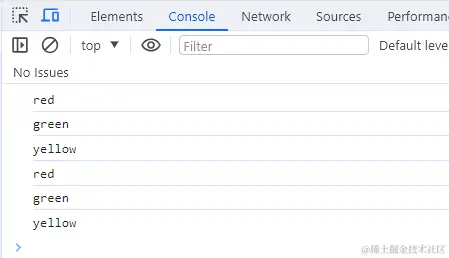 Elements Console Network Sources Performan
top Filter Default leve
No Issues
red
green
yellow
red
green
yellow
@稀土掘金技术社区